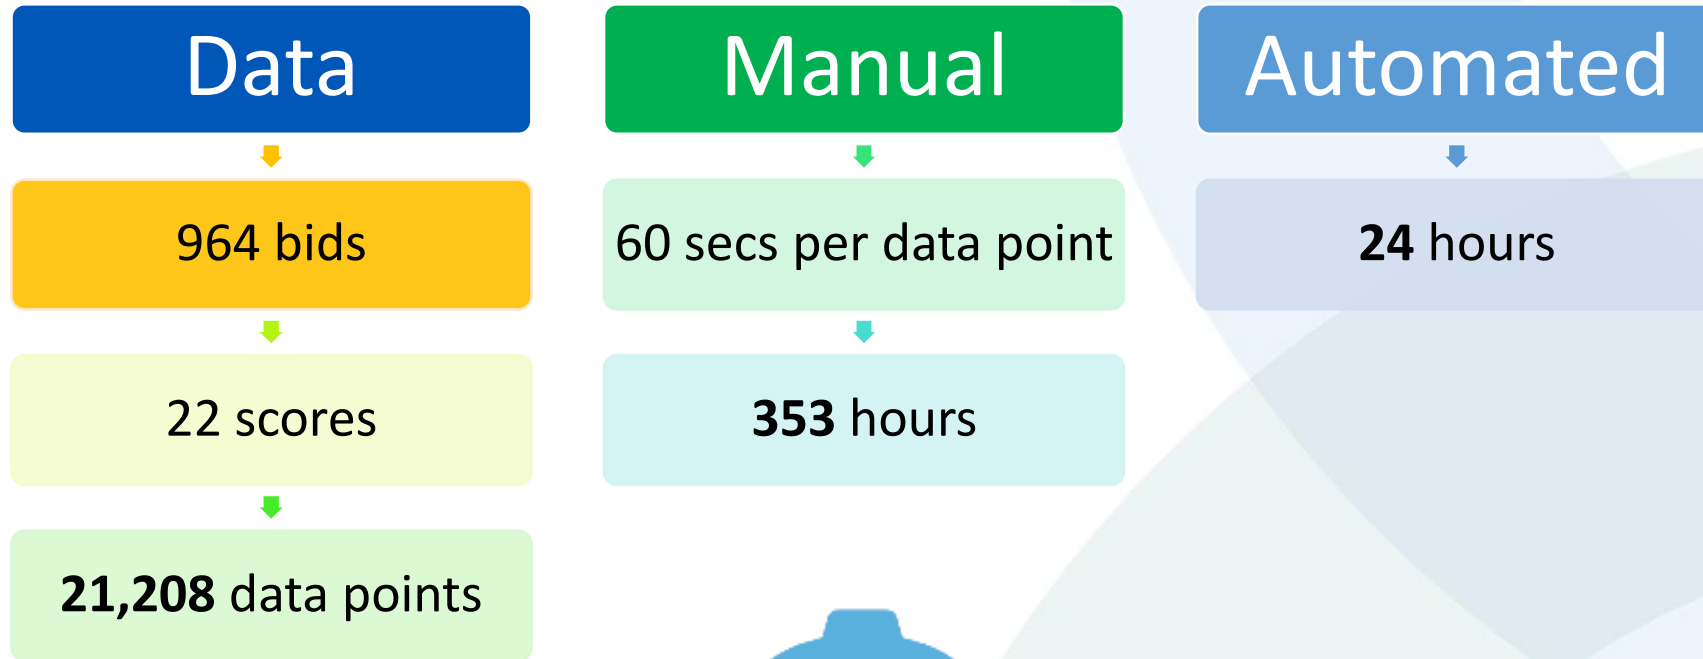 Data
964 bids
22 scores
21,208 data points
Manual
60 secs per data point
353 hours
Automated
24 hours